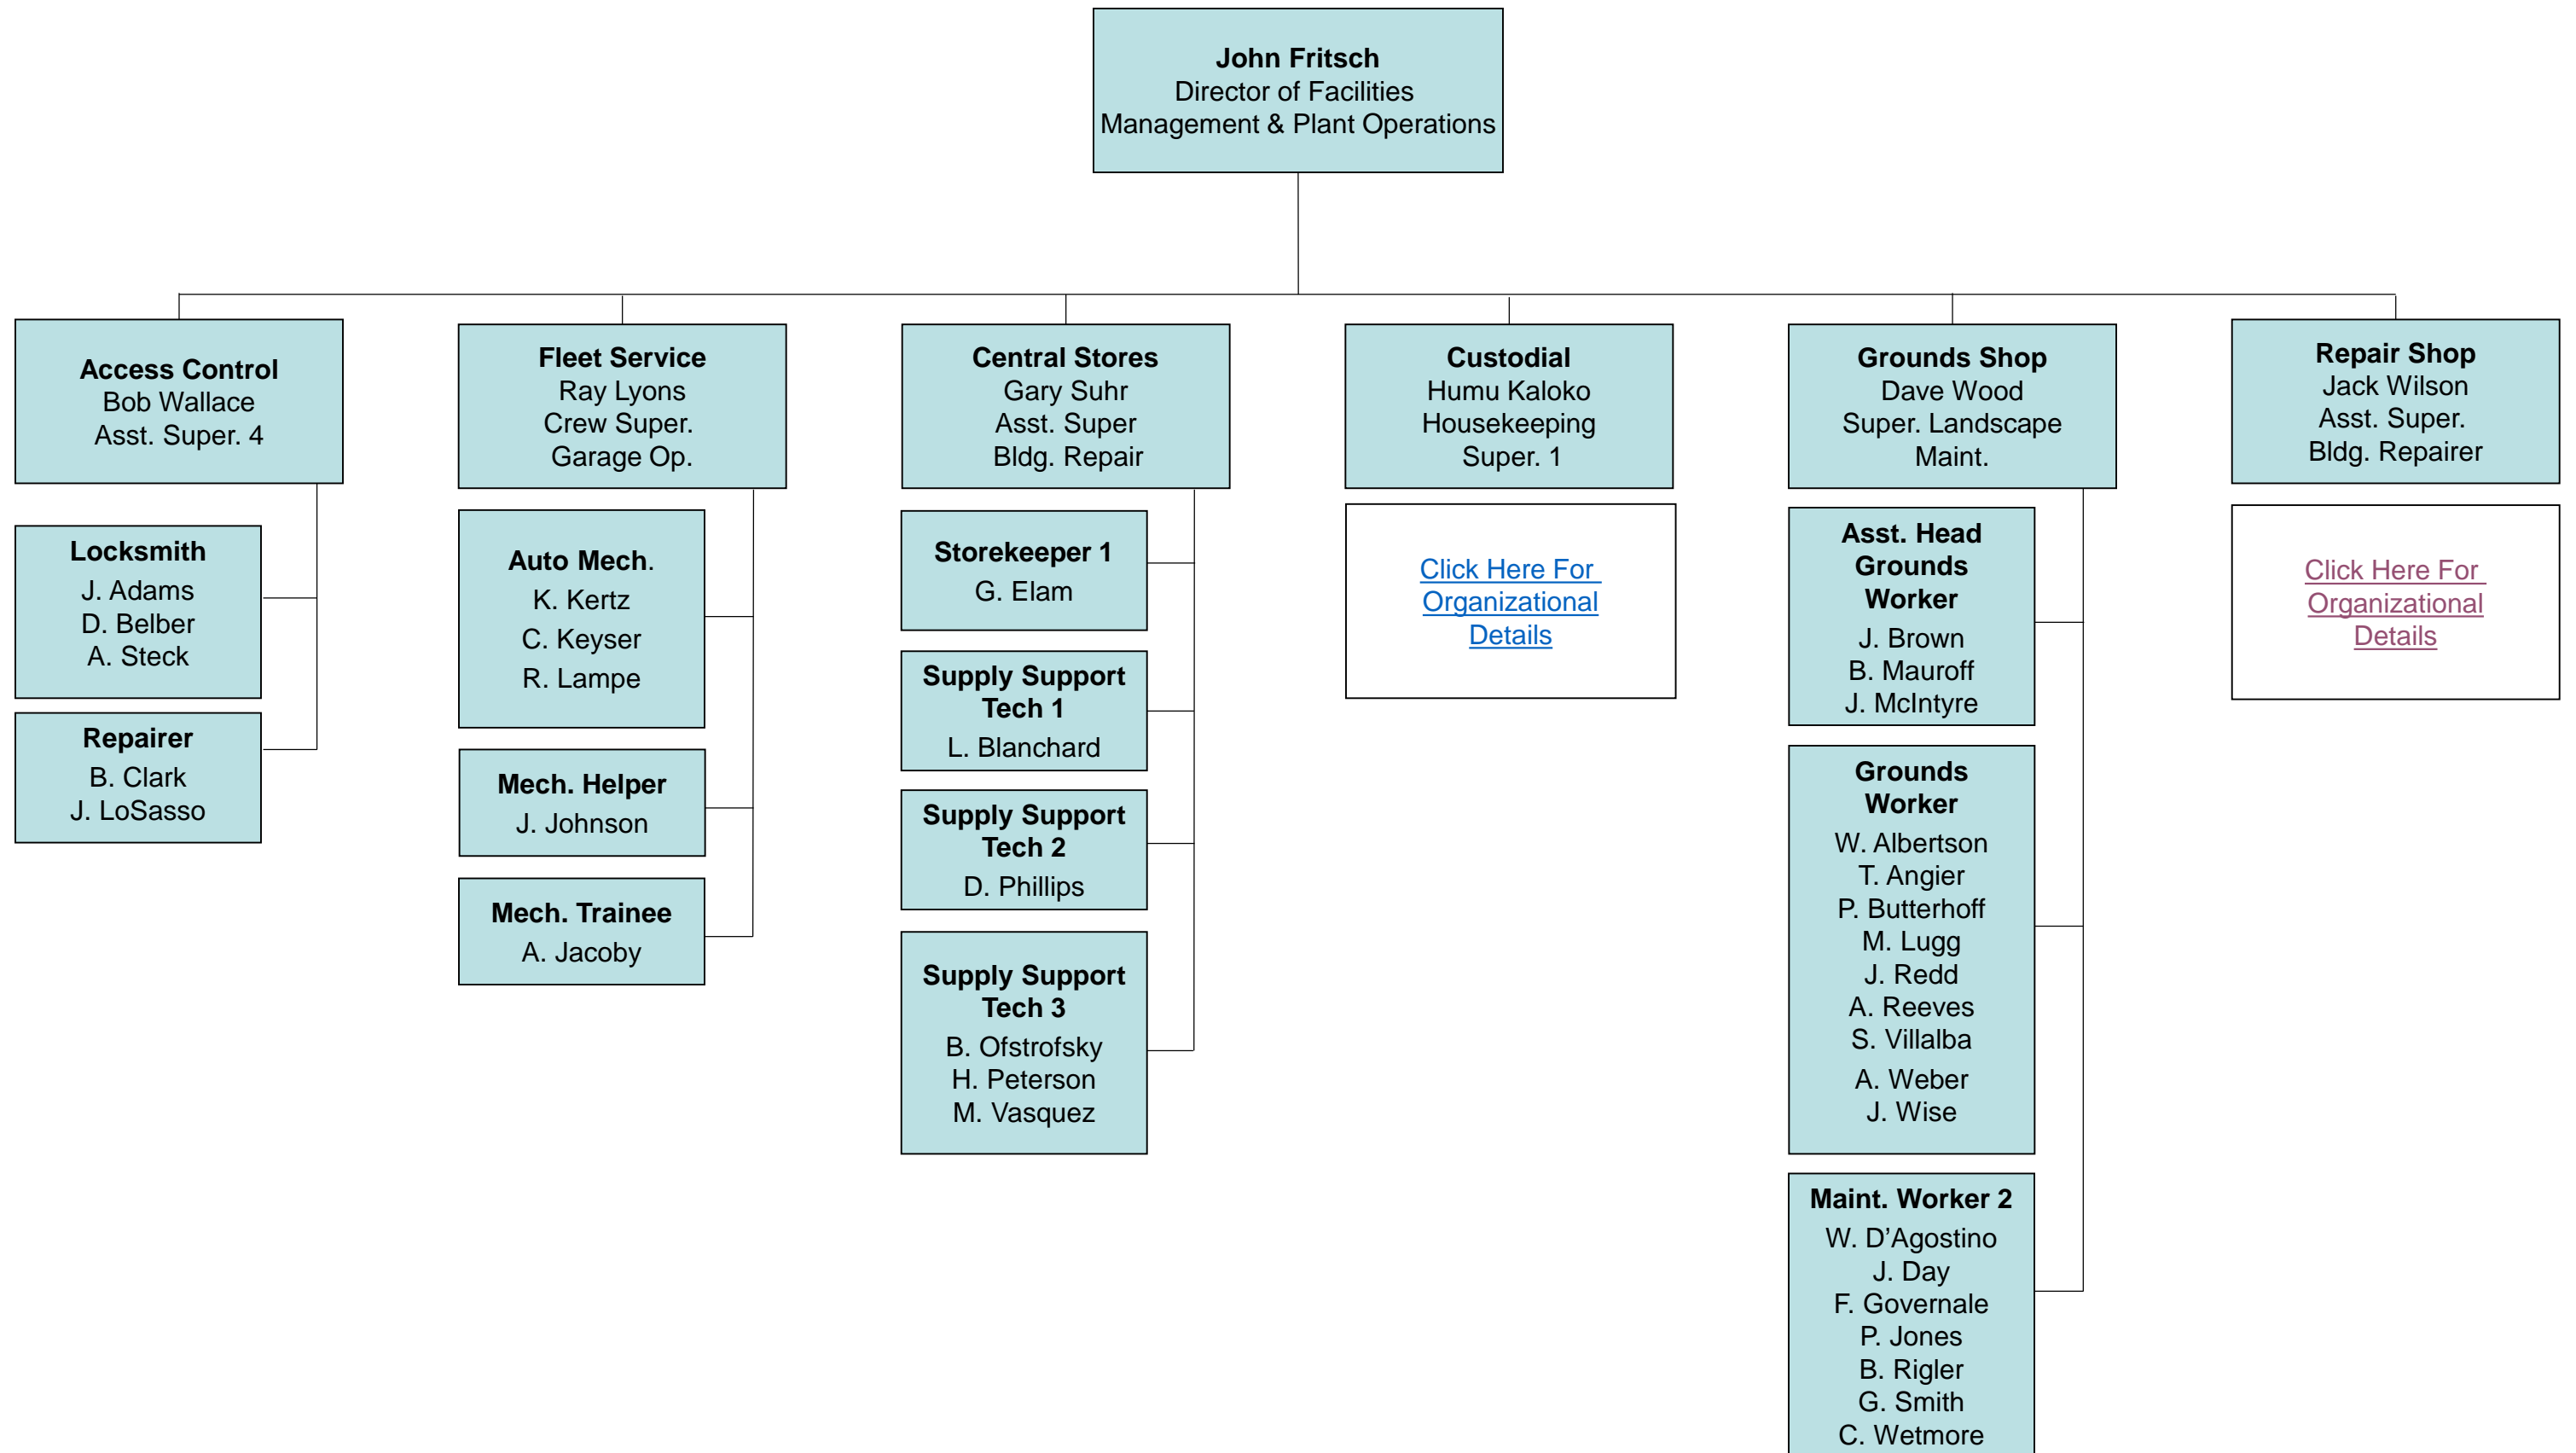 John Fritsch
Director of Facilities
Management & Plant Operations
Access Control
Bob Wallace
Asst. Super. 4
Locksmith
J. Adams
D. Belber
A. Steck
Repairer
B. Clark
J. LoSasso
Fleet Service
Ray Lyons
Crew Super.
Garage Op.
Auto Mech.
K. Kertz
C. Keyser
R. Lampe
Mech. Helper
J. Johnson
Mech. Trainee
A. Jacoby
Central Stores
Gary Suhr
Asst. Super
Bldg. Repair
Storekeeper 1
G. Elam
Supply Support
Tech 1
L. Blanchard
Supply Support
Tech 2
D. Phillips
Supply Support
Tech 3
B. Ofstrofsky
H. Peterson
M. Vasquez
Custodial
Humu Kaloko
Housekeeping
Super. 1
Click Here For
Organizational
Details
Grounds Shop
Dave Wood
Super. Landscape
Maint.
Asst. Head
Grounds
Worker
J. Brown
B. Mauroff
J. McIntyre
Grounds
Worker
W. Albertson
T. Angier
P. Butterhoff
M. Lugg
J. Redd
A. Reeves
S. Villalba
A. Weber
J. Wise
Maint. Worker 2
W. D’Agostino
J. Day
F. Governale
P. Jones
B. Rigler
G. Smith
C. Wetmore
Repair Shop
Jack Wilson
Asst. Super.
Bldg. Repairer
Click Here For
Organizational
Details